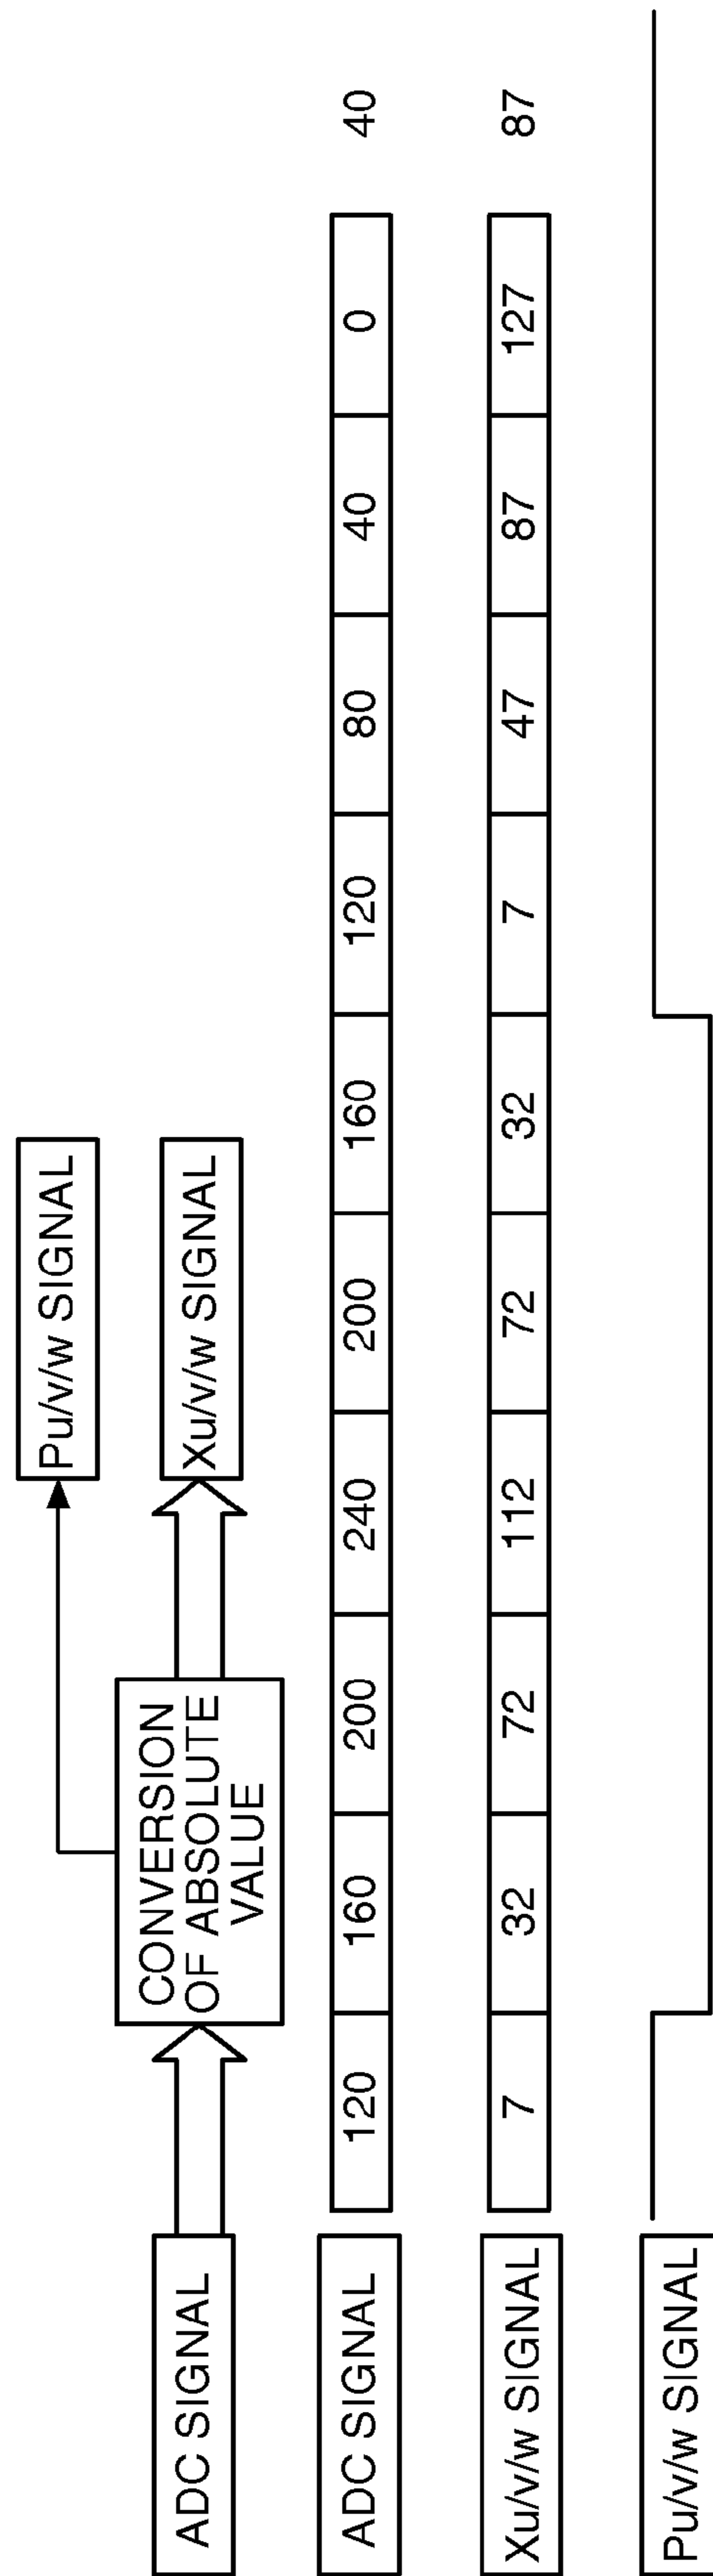 Pu/v/w SIGNAL
ADC SIGNAL
CONVERSION
OF ABSOLUTE
VALUE
Xu/v/w SIGNAL
ADC SIGNAL 120 160 200 240 200 160 120 80 40 0 40
Xu/v/w SIGNAL 7 32 72 112 72 32 7 47 87 127 87
Pu/v/w SIGNAL